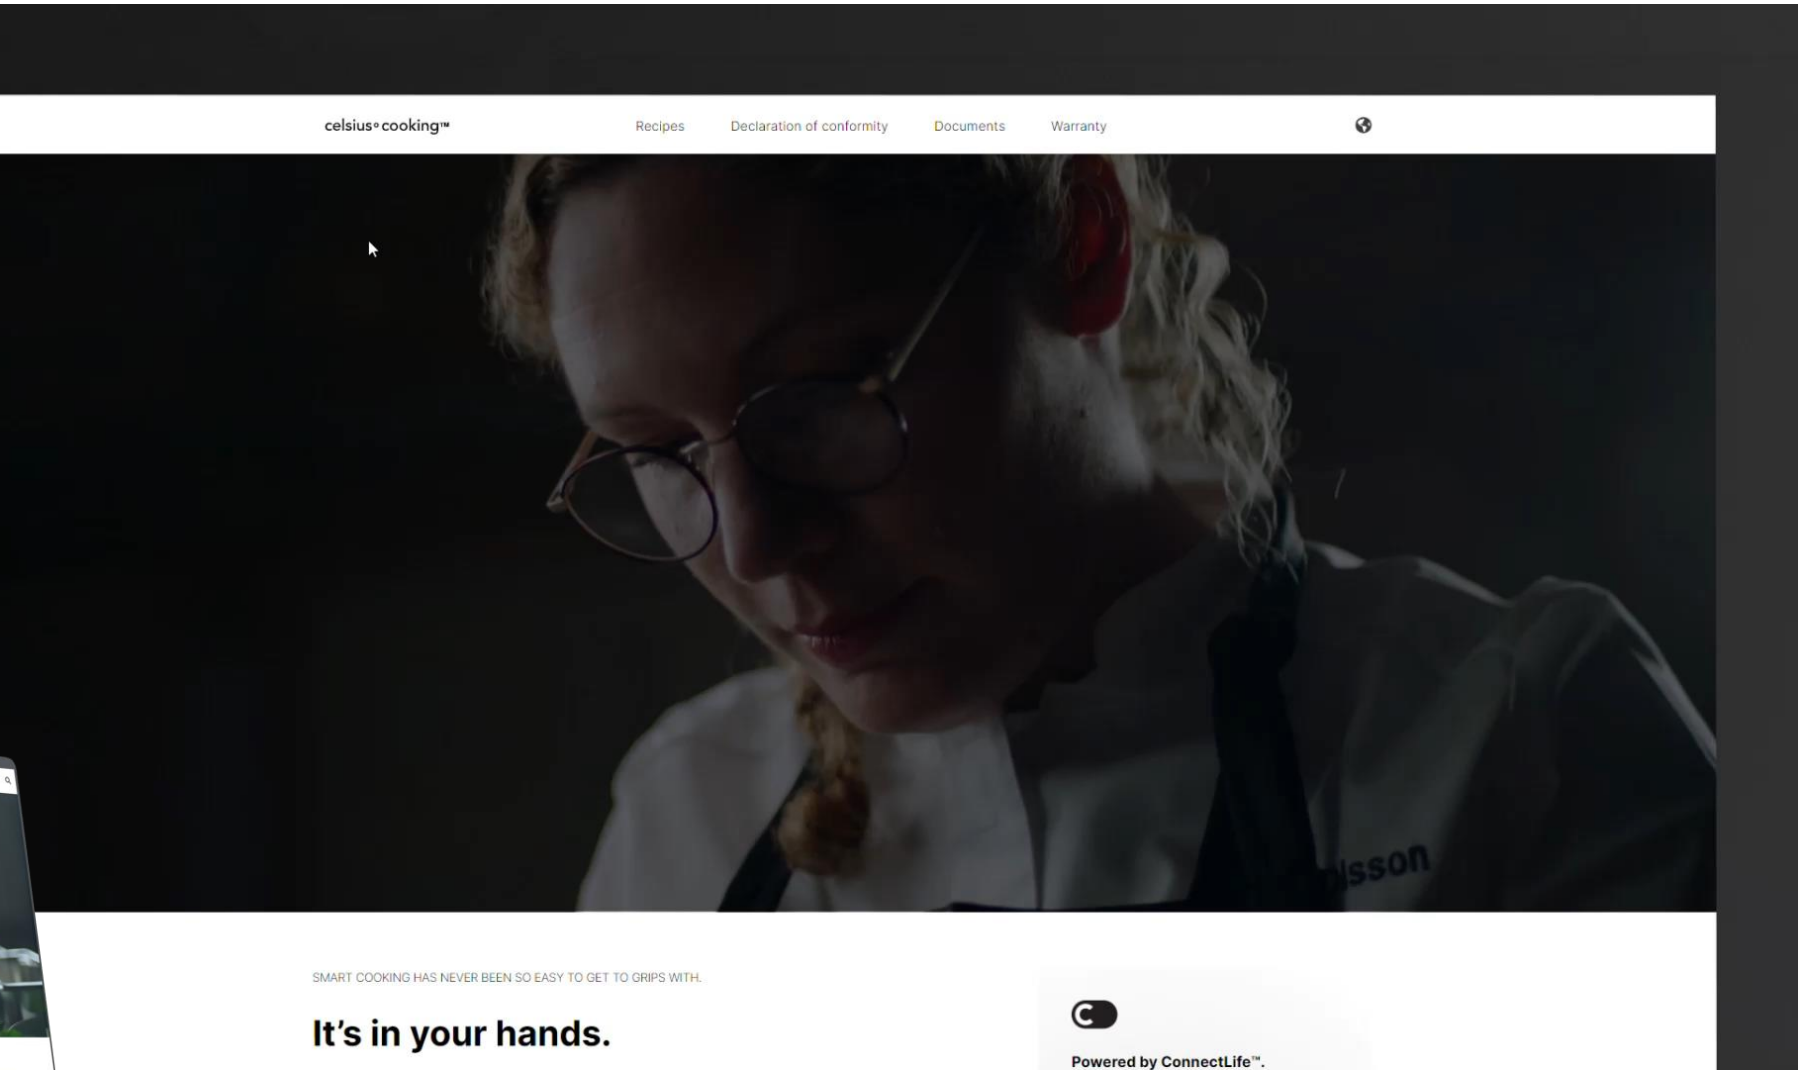 celsius° cooking™
Recipes Declaration of conformity Documents Warranty
SMART COOKING HAS NEVER BEEN SO EASY TO GET TO GRIPS WITH.
It’s in your hands.
Powered by ConnectLife™.